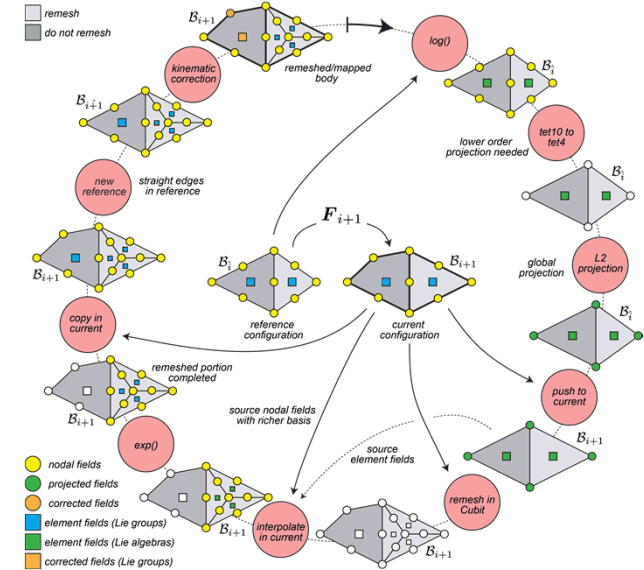 remesh
do not remesh
B_{i+1}
remeshed/mapped
body
log()
B_i
kinematic
correction
B_{i+1}
lower order
projection needed
tet10 to
tet4
B_i
new
reference
straight edges
in reference
F_{i+1}
B_{i+1}
B_i
reference
configuration
B_{i+1}
current
configuration
global
projection
L2
projection
B_i
copy in
current
remeshed portion
completed
B_{i+1}
push to
current
source nodal fields
with richer basis
source
element fields
B_{i+1}
exp()
B_{i+1}
interpolate
in current
B_{i+1}
remesh in
Cubit
nodal fields
projected fields
corrected fields
element fields (Lie groups)
element fields (Lie algebras)
corrected fields (Lie groups)